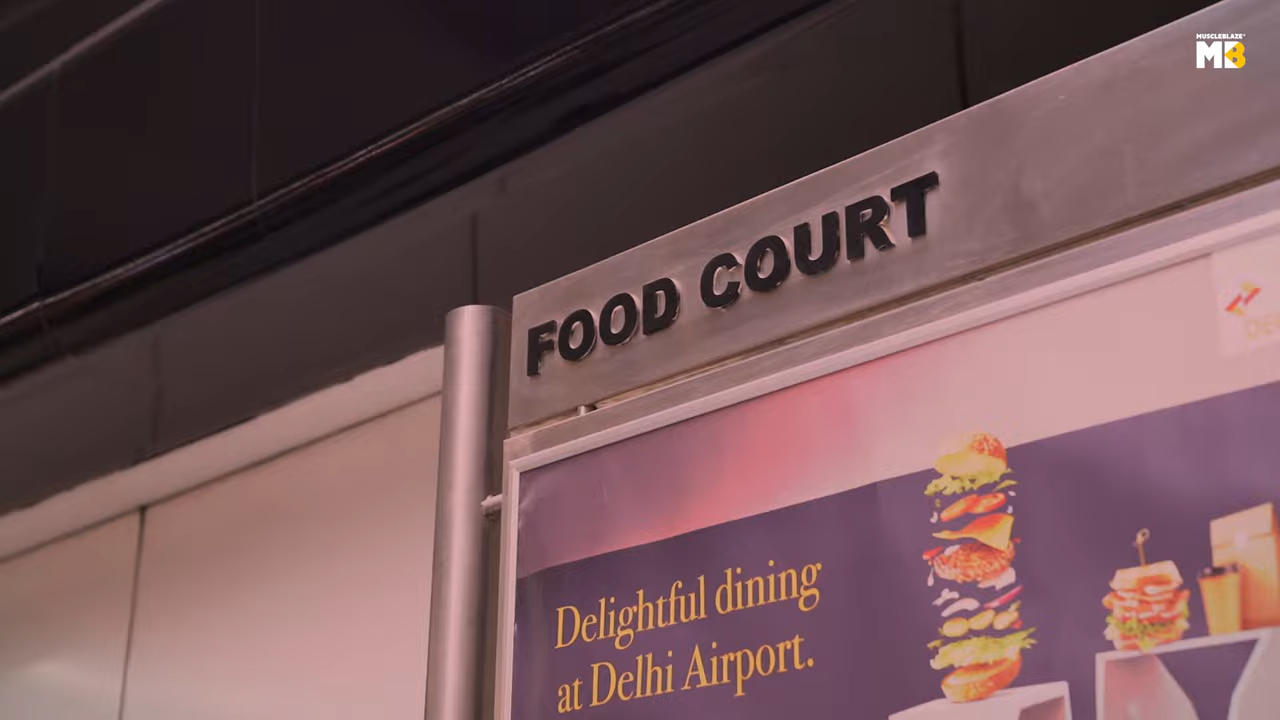 MUSCLEBLAZE
MB
FOOD COURT
Delightful dining
at Delhi Airport.